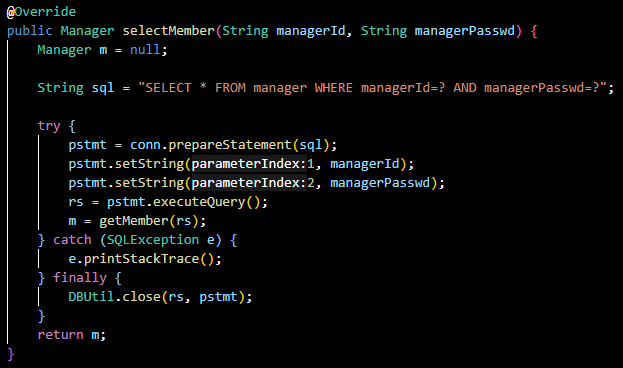 @Override
public Manager selectMember(String managerId, String managerPasswd) {
    Manager m = null;

    String sql = "SELECT * FROM manager WHERE managerId=? AND managerPasswd=?";

    try {
        pstmt = conn.prepareStatement(sql);
        pstmt.setString(parameterIndex:1, managerId);
        pstmt.setString(parameterIndex:2, managerPasswd);
        rs = pstmt.executeQuery();
        m = getMember(rs);
    } catch (SQLException e) {
        e.printStackTrace();
    } finally {
        DBUtil.close(rs, pstmt);
    }
    return m;
}